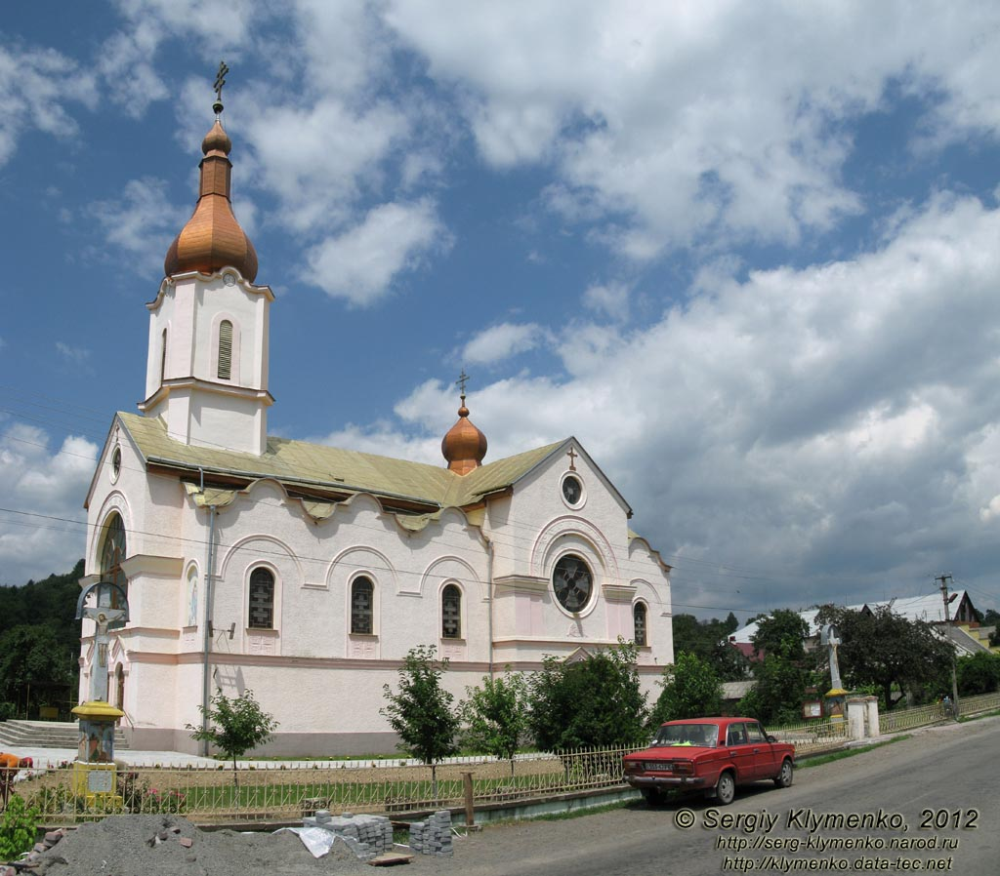 © Sergiy Klymenko, 2012
http://serg-klymenko.narod.ru
http://klymenko.data-tec.net